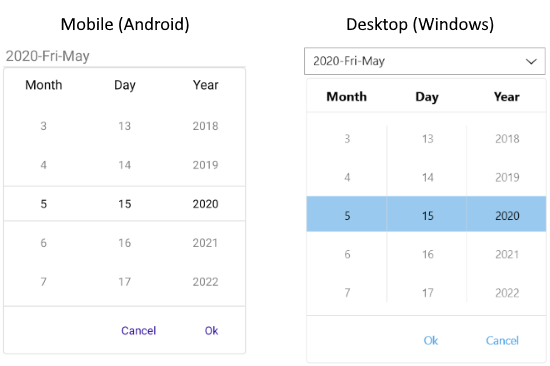 Mobile (Android)
2020-Fri-May
Month Day Year
3 13 2018
4 14 2019
5 15 2020
6 16 2021
7 17 2022
Cancel Ok
Desktop (Windows)
2020-Fri-May
Month Day Year
3 13 2018
4 14 2019
5 15 2020
6 16 2021
7 17 2022
Ok Cancel